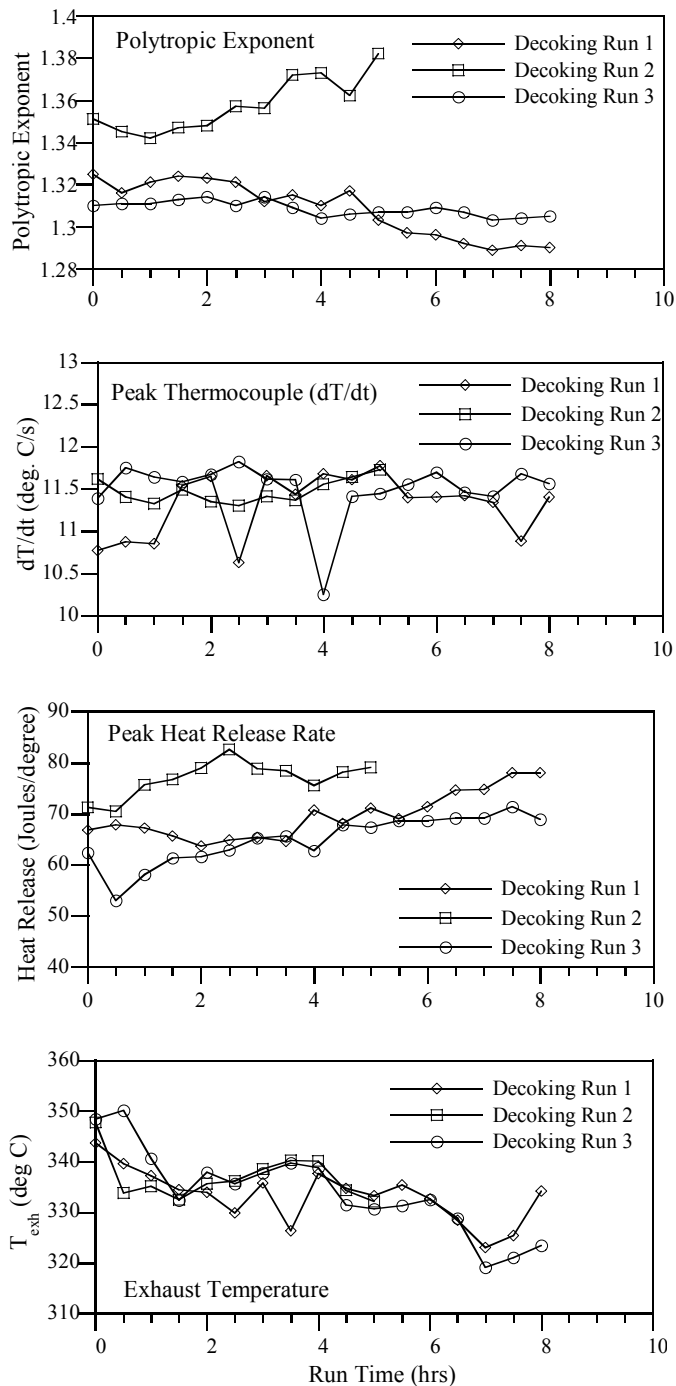 Polytropic Exponent
Decoking Run 1
Decoking Run 2
Decoking Run 3
Polytropic Exponent
1.4
1.38
1.36
1.34
1.32
1.3
1.28
0
2
4
6
8
10
Peak Thermocouple (dT/dt)
Decoking Run 1
Decoking Run 2
Decoking Run 3
dT/dt (deg. C/s)
13
12.5
12
11.5
11
10.5
10
0
2
4
6
8
10
Peak Heat Release Rate
Decoking Run 1
Decoking Run 2
Decoking Run 3
Heat Release (Joules/degree)
90
80
70
60
50
40
0
2
4
6
8
10
Decoking Run 1
Decoking Run 2
Decoking Run 3
Exhaust Temperature
T_exh (deg C)
360
350
340
330
320
310
0
2
4
6
8
10
Run Time (hrs)